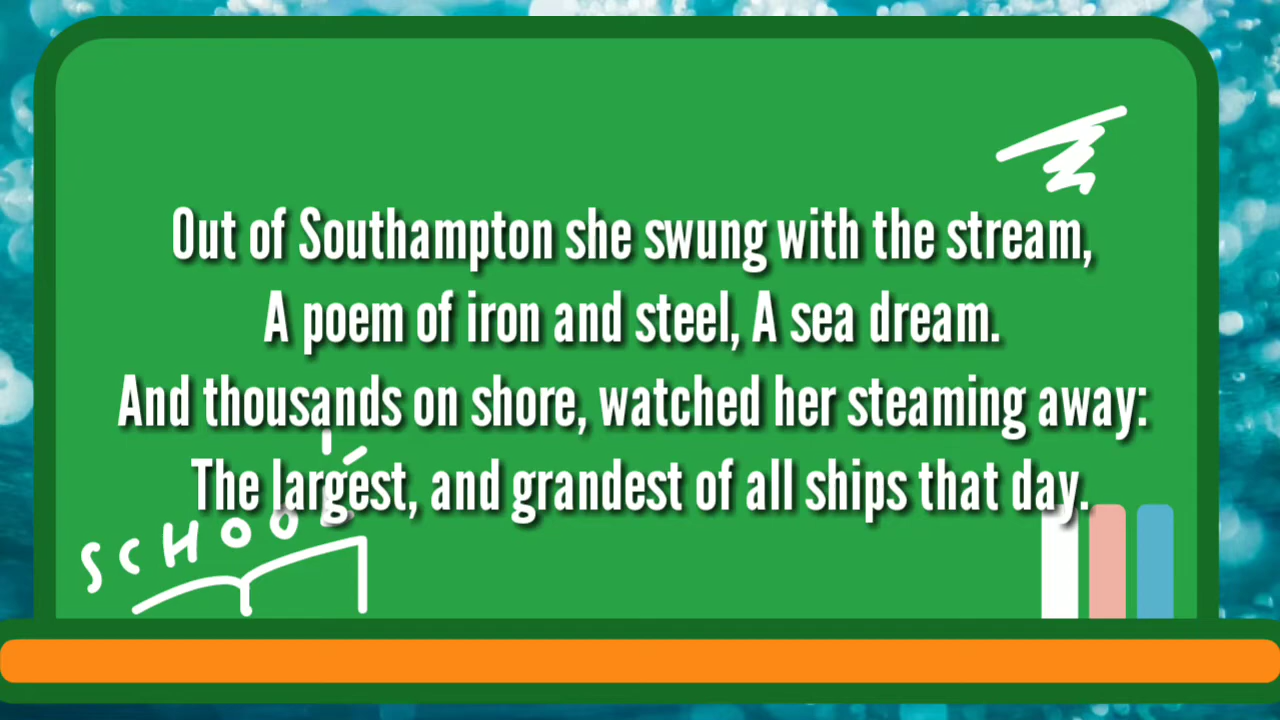 Out of Southampton she swung with the stream,
A poem of iron and steel, A sea dream.
And thousands on shore, watched her steaming away:
The largest, and grandest of all ships that day.
SCHOOL